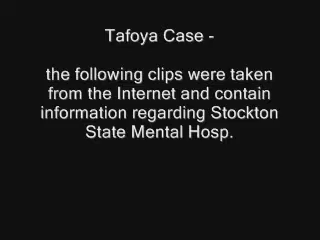 Tafoya Case -
the following clips were taken
from the Internet and contain
information regarding Stockton
State Mental Hosp.